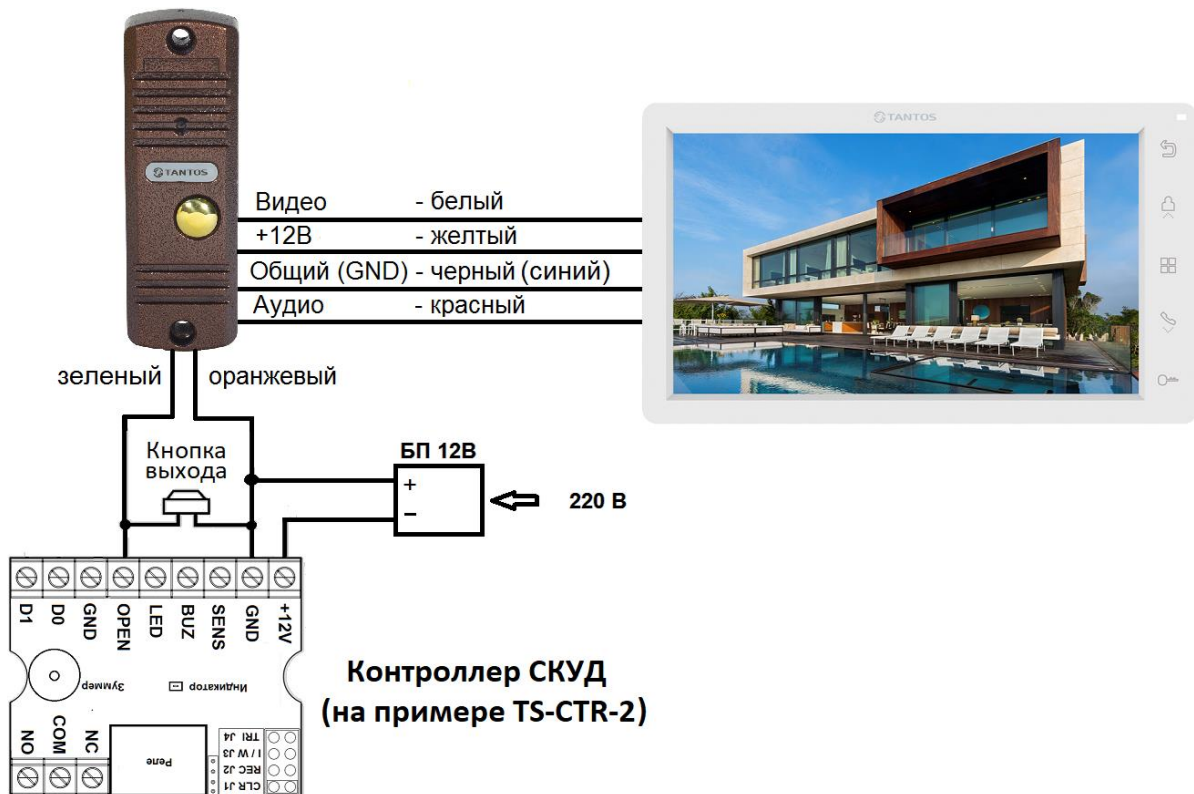 TANTOS
TANTOS
Видео - белый
+12В - желтый
Общий (GND) - черный (синий)
Аудио - красный
зеленый оранжевый
Кнопка
выхода
БП 12В
+
−
220 В
D1 D0 GND OPEN LED BUZ SENS GND +12V
Зуммер
Индикатор
Контроллер СКУД
(на примере TS-CTR-2)
NO COM NC
Реле
TRI J4
I / W J3
REC J2
CLR J1